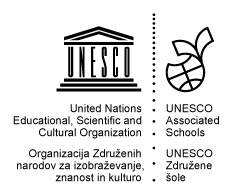 UNESCO
United Nations
Educational, Scientific and
Cultural Organization
Organizacija Združenih
narodov za izobraževanje,
znanost in kulturo
UNESCO
Associated
Schools
UNESCO
Združene
šole